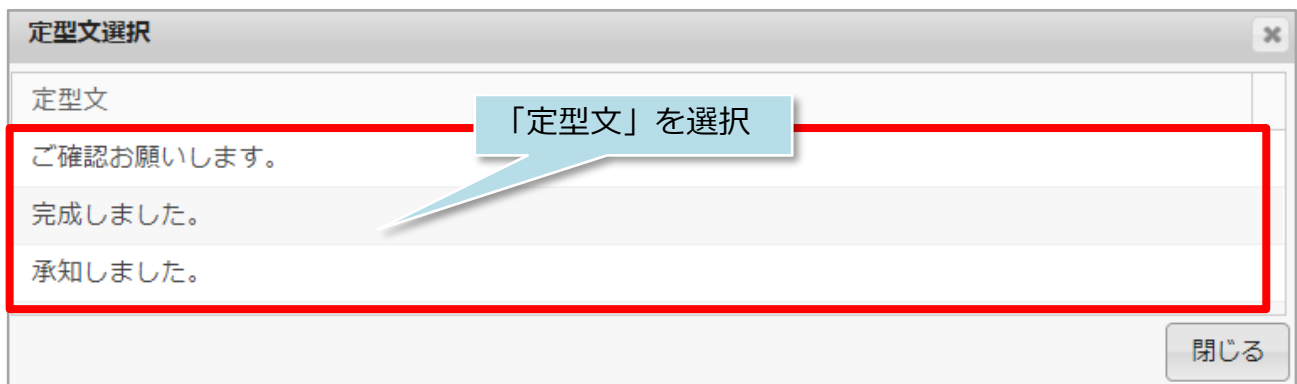 定型文選択
定型文
「定型文」を選択
ご確認お願いします。
完成しました。
承知しました。
閉じる